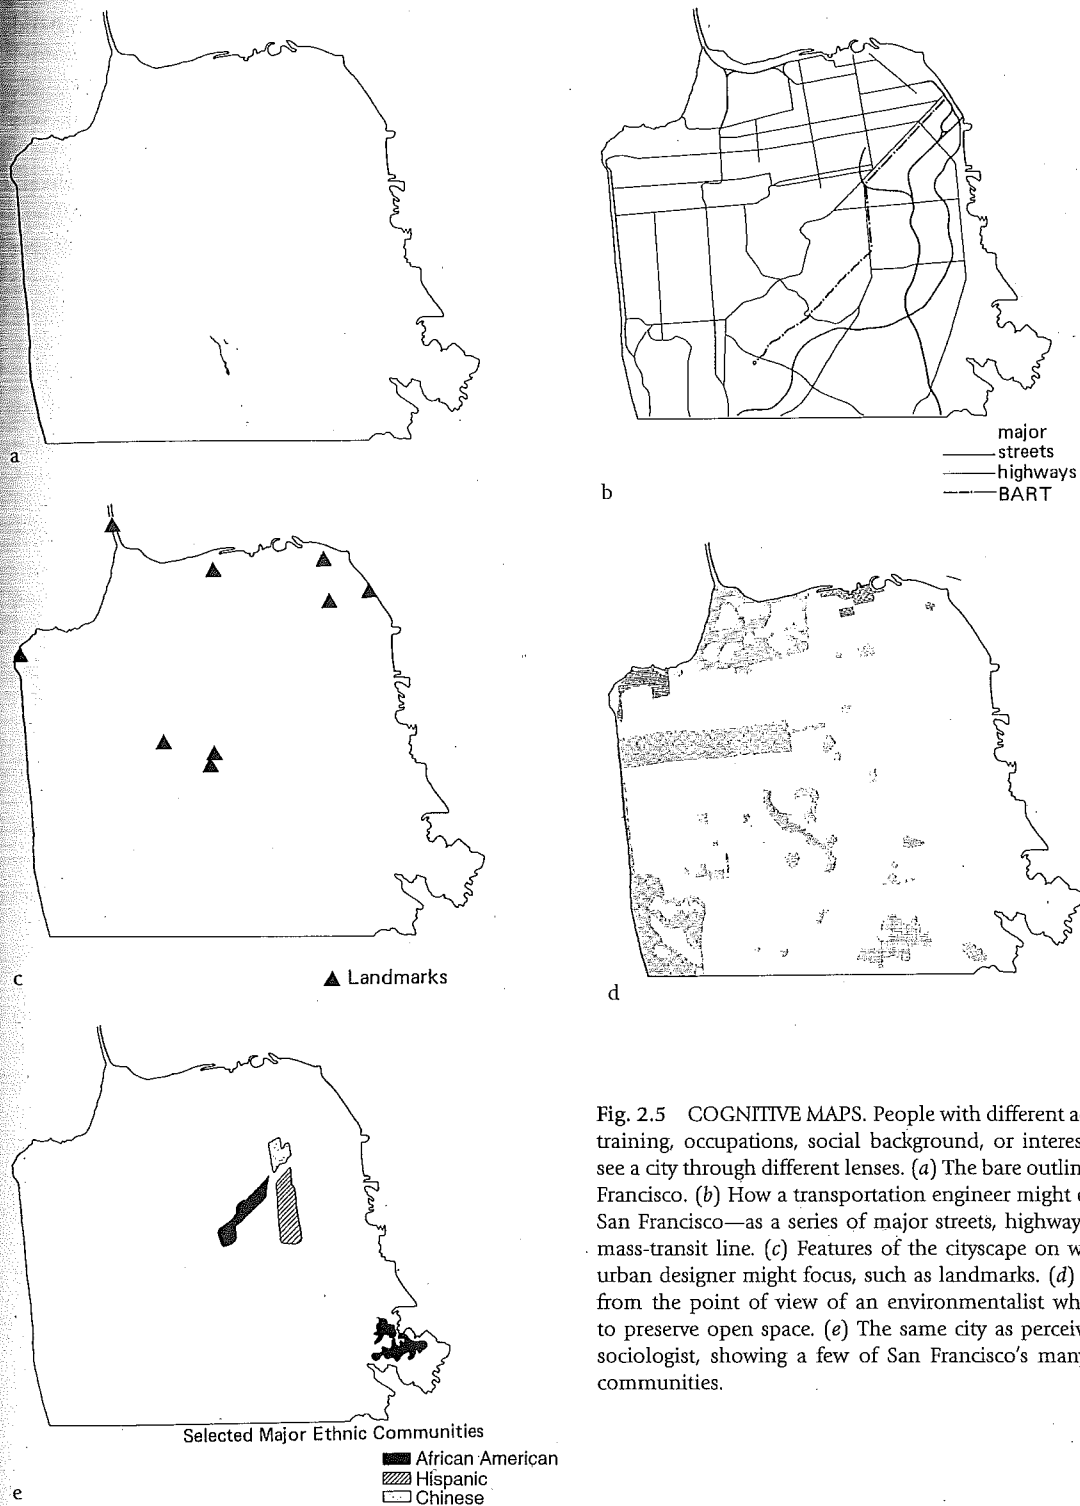 a
major
streets
highways
BART
b
c
Landmarks
d
Selected Major Ethnic Communities
African American
Hispanic
Chinese
e
Fig. 2.5 COGNITIVE MAPS. People with different a
training, occupations, social background, or interes
see a city through different lenses. (a) The bare outlin
Francisco. (b) How a transportation engineer might
San Francisco—as a series of major streets, highway
mass-transit line. (c) Features of the cityscape on w
urban designer might focus, such as landmarks. (d)
from the point of view of an environmentalist wh
to preserve open space. (e) The same city as perceiv
sociologist, showing a few of San Francisco's man
communities.